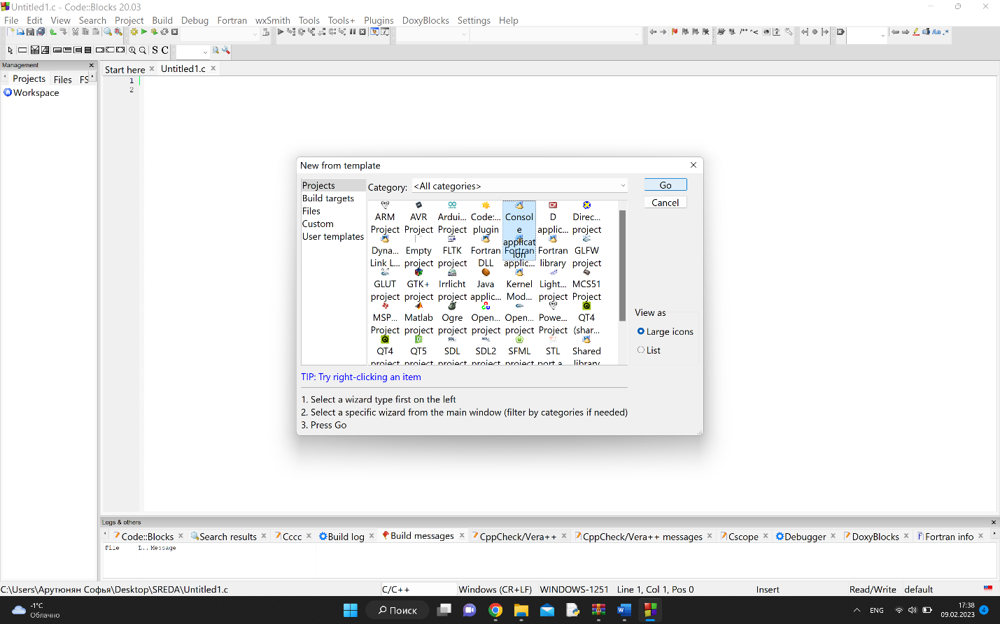 Untitled1.c - Code::Blocks 20.03
File Edit View Search Project Build Debug Fortran wxSmith Tools Tools+ Plugins DoxyBlocks Settings Help
S C
Management
Projects Files FS
Workspace
Start here Untitled1.c
1
2
New from template
Projects
Build targets
Files
Custom
User templates
Category: <All categories>
Go
Cancel
ARM Project
AVR Project
Ardui... Project
Code:... plugin
Console application
D applic...
Direc... project
Dyna... Link L...
Empty project
FLTK project
Fortran DLL
Fortran applic...
Fortran library
GLFW project
GLUT project
GTK+ project
Irrlicht project
Java applic...
Kernel Mod...
Light... project
MCS51 Project
MSP... Project
Matlab project
Ogre project
Open... project
Open... project
Powe... Project
QT4 (shar...
QT4 project
QT5 project
SDL project
SDL2 project
SFML project
STL port a...
Shared library
View as
Large icons
List
TIP: Try right-clicking an item
1. Select a wizard type first on the left
2. Select a specific wizard from the main window (filter by categories if needed)
3. Press Go
Logs & others
Code::Blocks Search results Cccc Build log Build messages CppCheck/Vera++ CppCheck/Vera++ messages Cscope Debugger DoxyBlocks Fortran info
File L.. Message
C:\Users\Арутюнян Софья\Desktop\SREDA\Untitled1.c C/C++ Windows (CR+LF) WINDOWS-1251 Line 1, Col 1, Pos 0 Insert Read/Write default
-1°C
Облачно
Поиск
ENG
17:38
09.02.2023
4